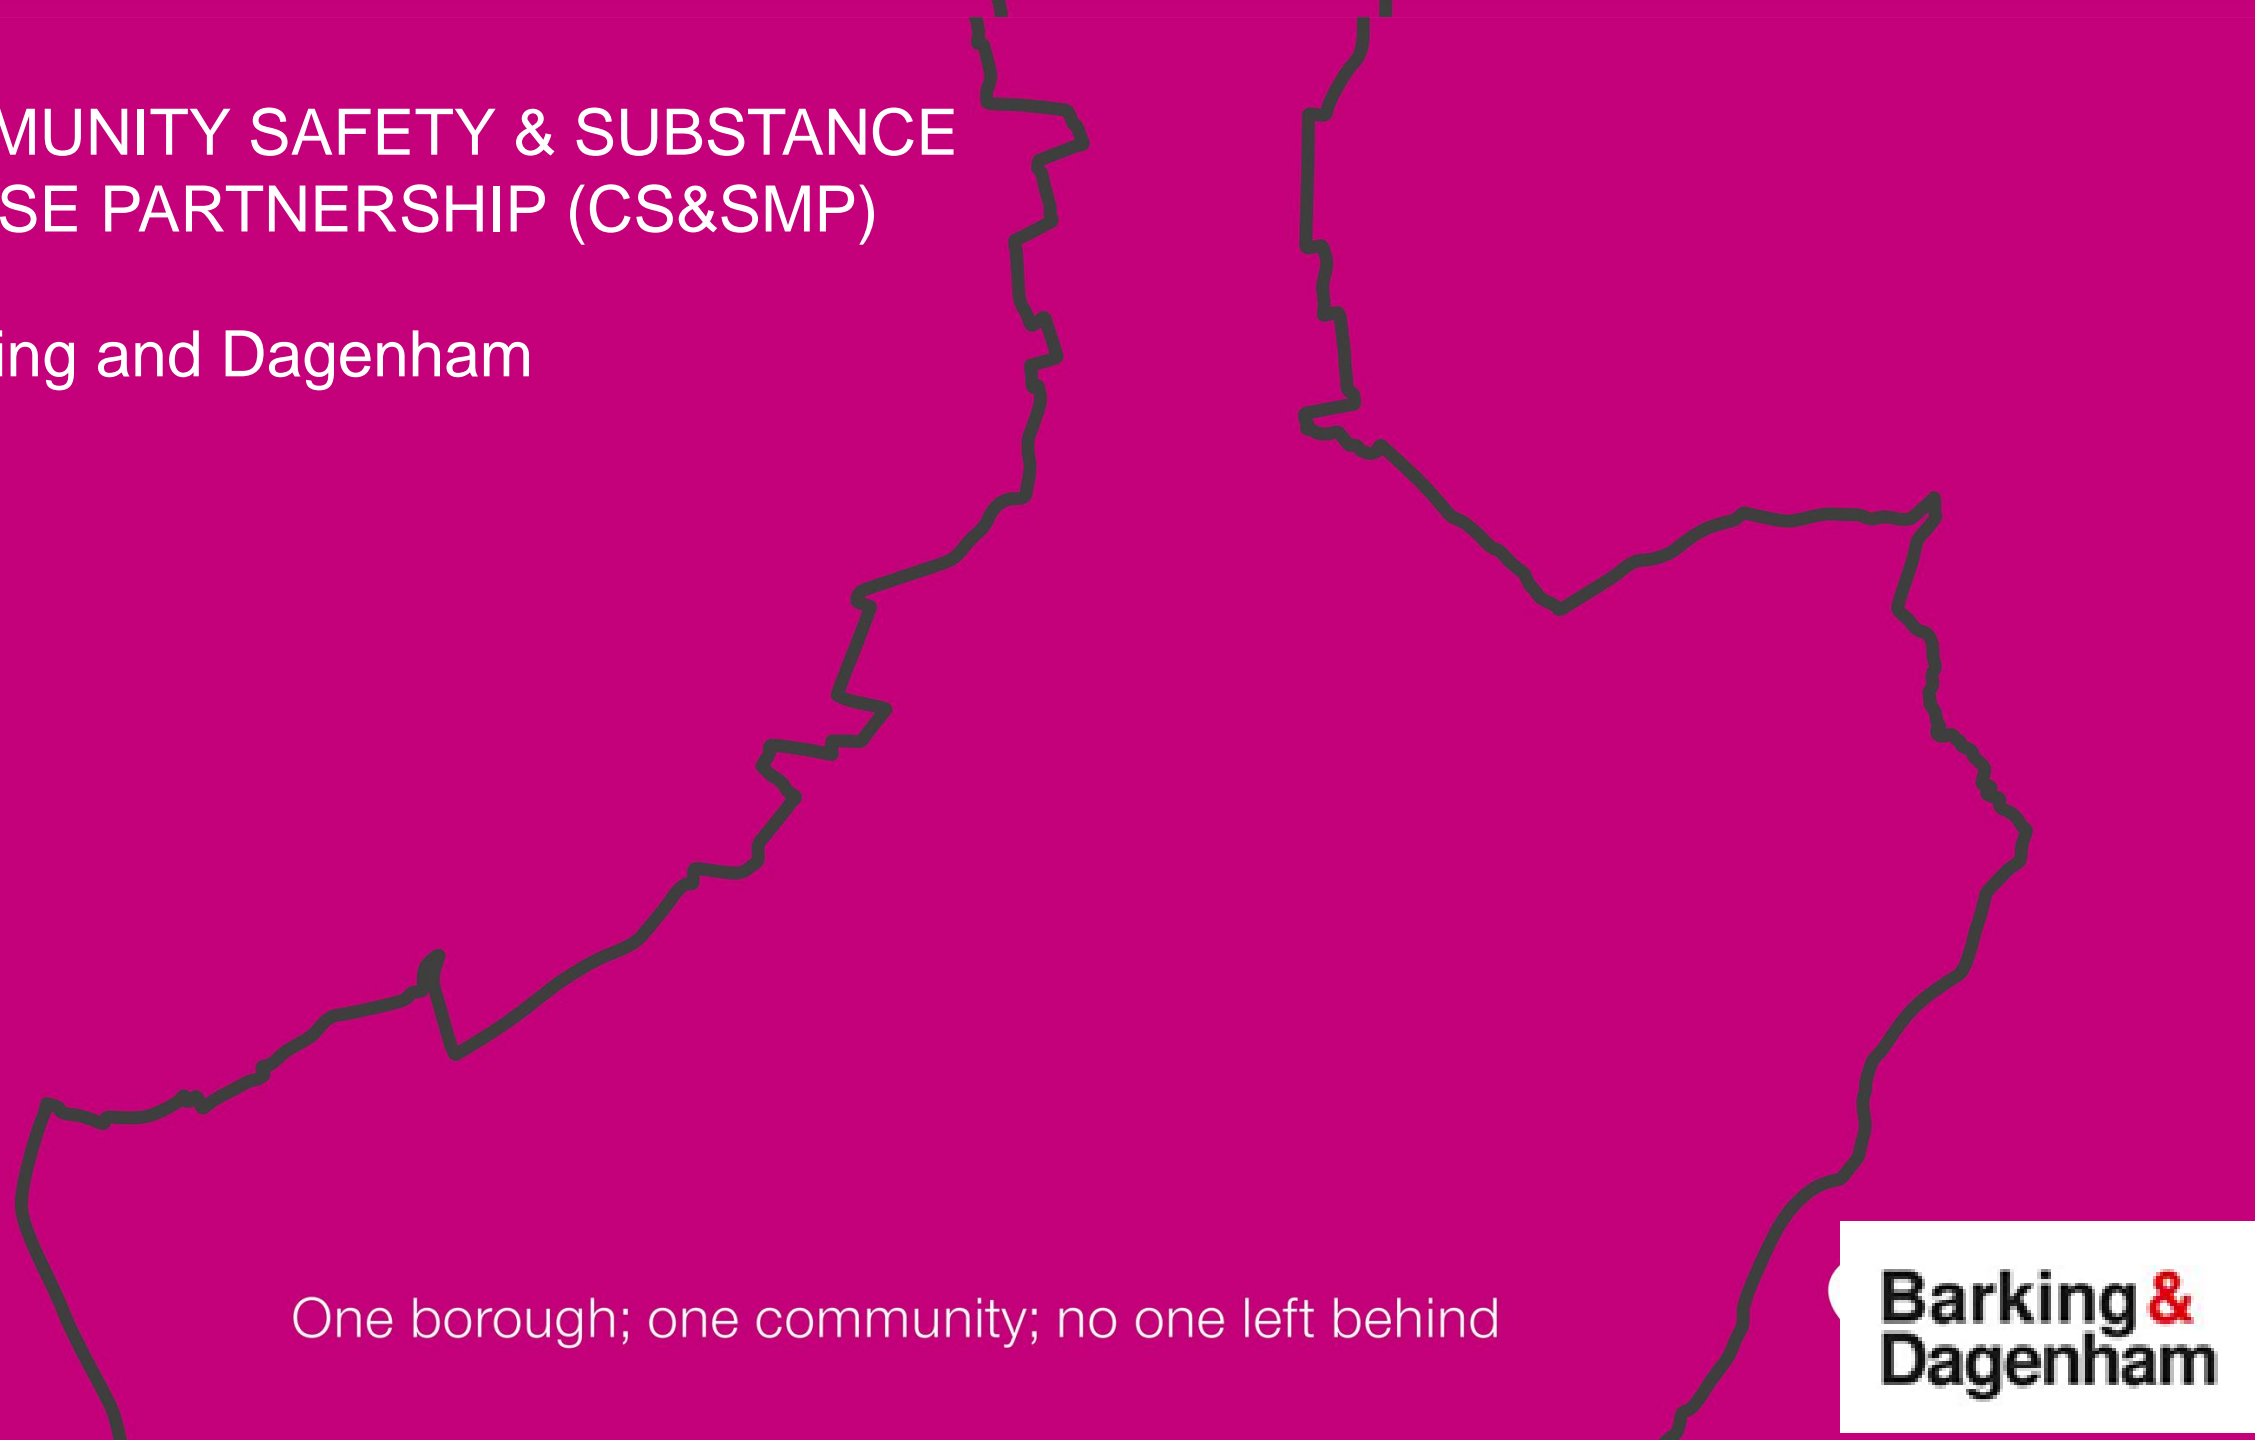 MUNITY SAFETY & SUBSTANCE
SE PARTNERSHIP (CS&SMP)
ing and Dagenham
One borough; one community; no one left behind
Barking &
Dagenham